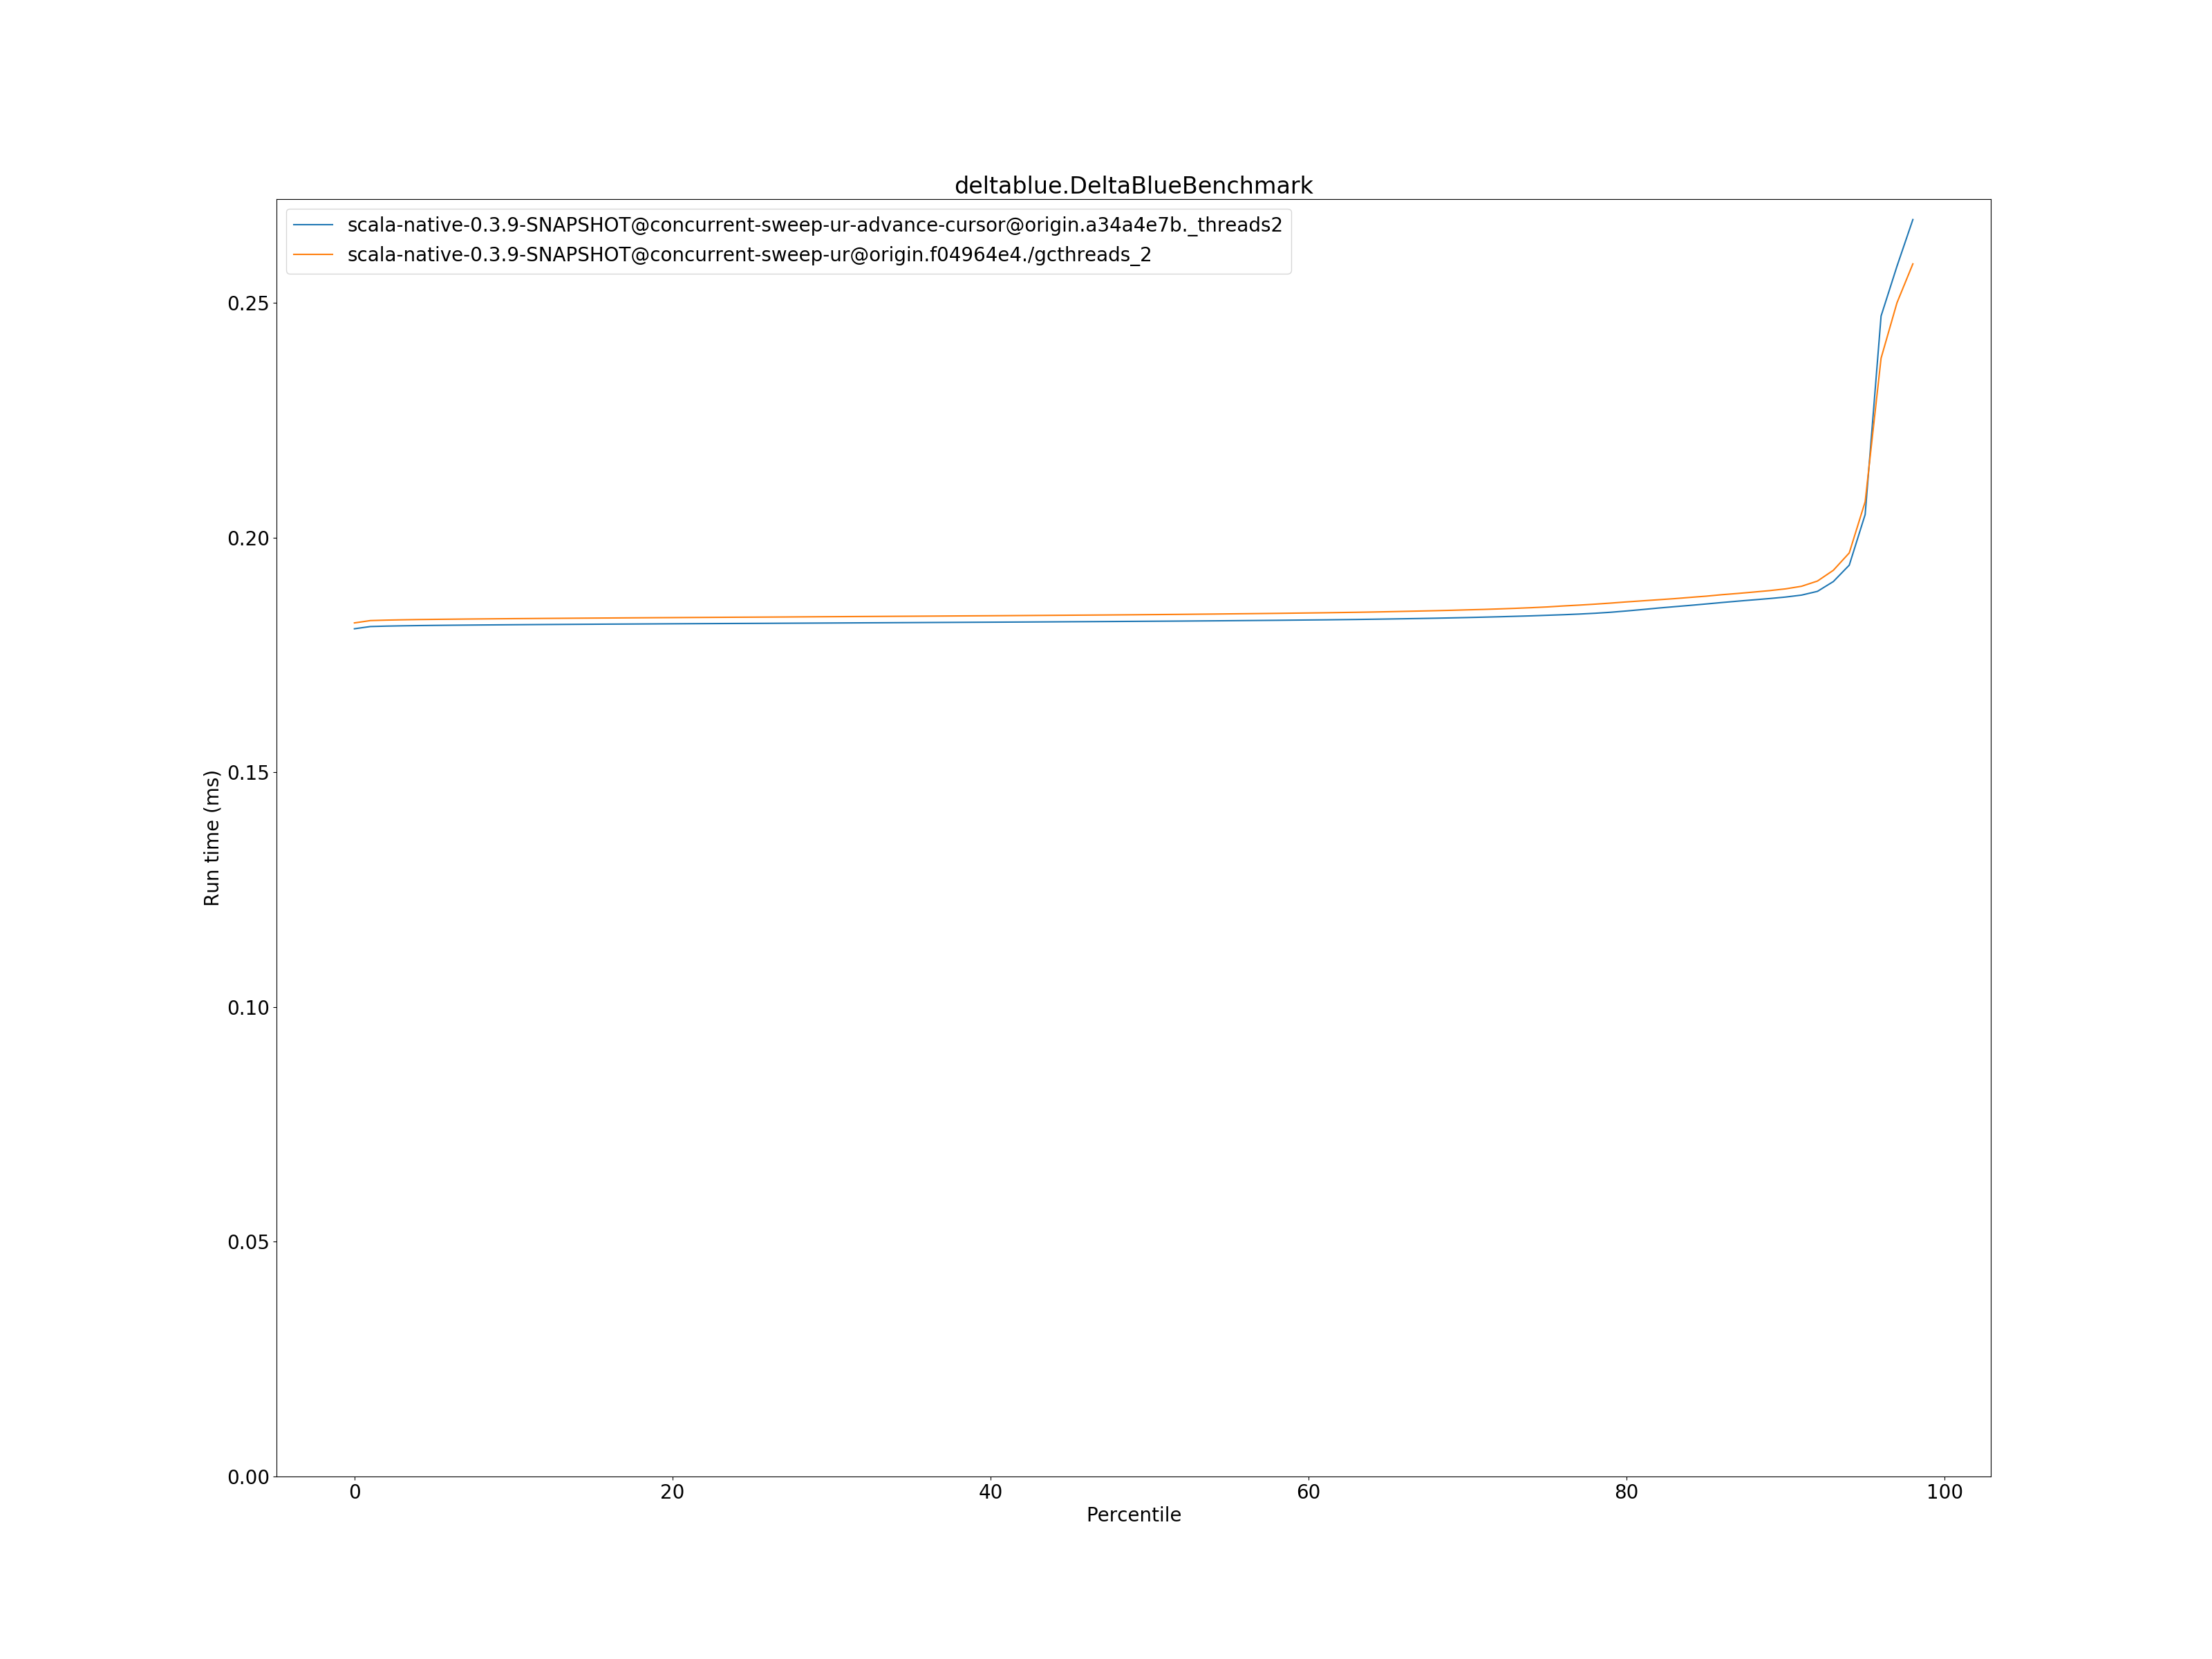 deltablue.DeltaBlueBenchmark
scala-native-0.3.9-SNAPSHOT@concurrent-sweep-ur-advance-cursor@origin.a34a4e7b._threads2
scala-native-0.3.9-SNAPSHOT@concurrent-sweep-ur@origin.f04964e4./gcthreads_2
0.25
0.20
0.15
0.10
0.05
0.00
Run time (ms)
0 20 40 60 80 100
Percentile